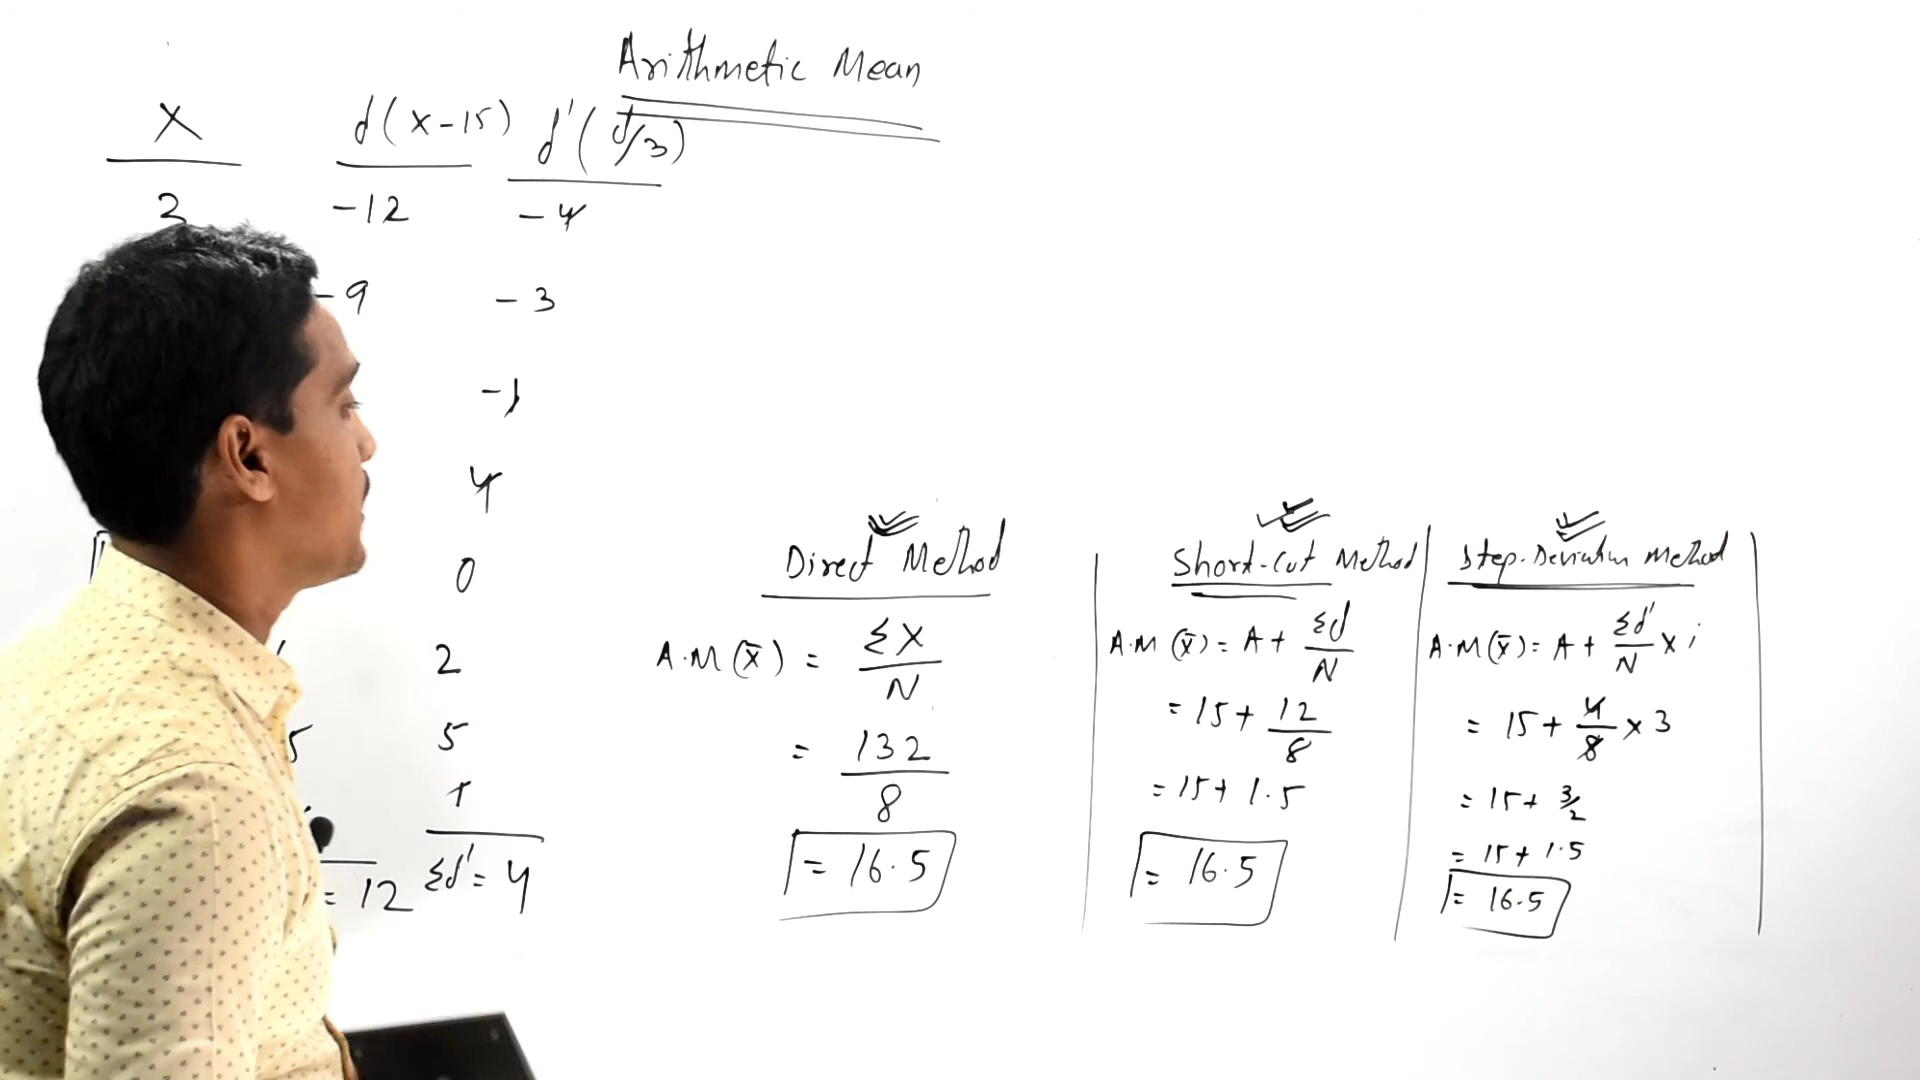 Arithmetic Mean
X d(x-15) d'(d/3)
3 -12 -4
-9 -3
-1
4
0
2
5 5
1
= 12 Σd' = 4
Direct Method
A.M (x̄) = ΣX/N
= 132/8
= 16.5
Short-Cut Method
A.M (x̄) = A + Σd/N
= 15 + 12/8
= 15 + 1.5
= 16.5
Step-Deviation Method
A.M (x̄) = A + Σd'/N x i
= 15 + 4/8 x 3
= 15 + 3/2
= 15 + 1.5
= 16.5